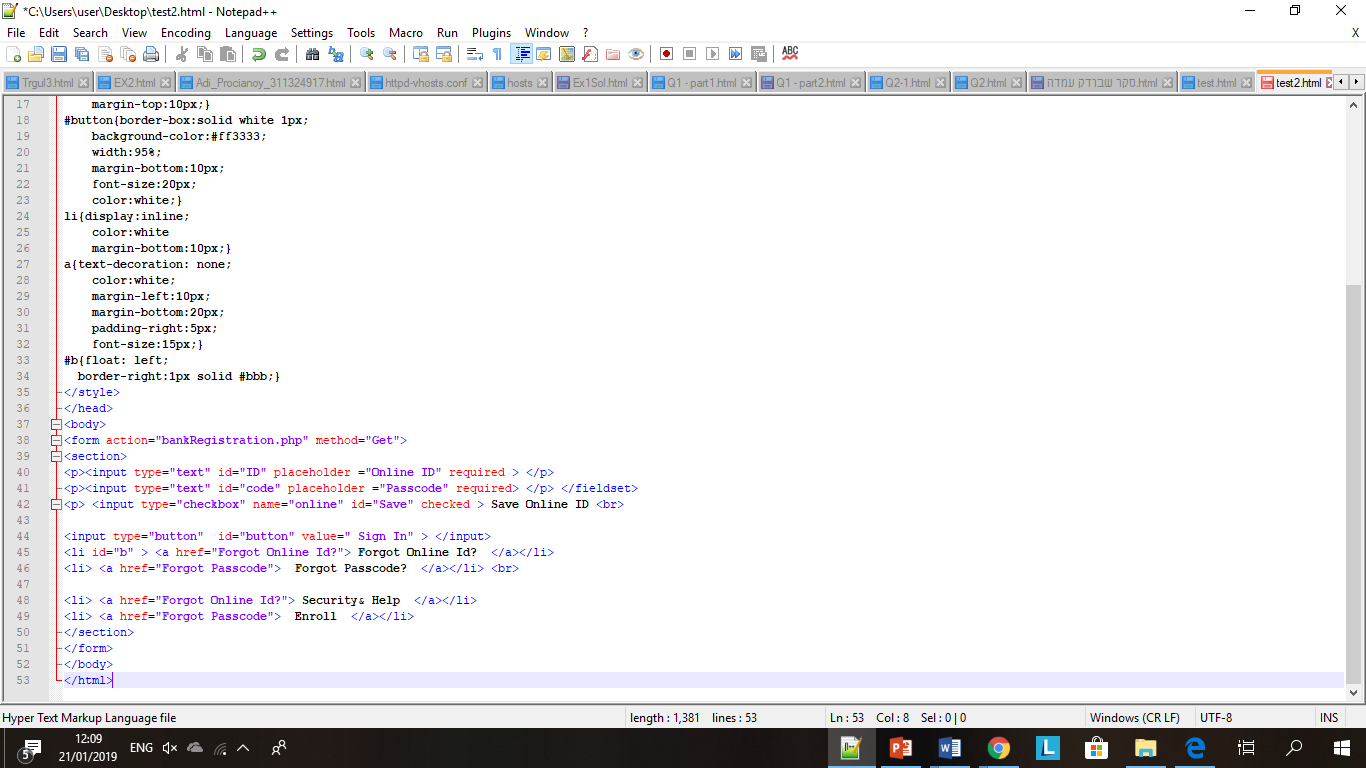 *C:\Users\user\Desktop\test2.html - Notepad++
File Edit Search View Encoding Language Settings Tools Macro Run Plugins Window ? X
Trgul3.html EX2.html Adi_Procianoy_311324917.html httpd-vhosts.conf hosts Ex1Sol.html Q1 - part1.html Q1 - part2.html Q2-1.html Q2.html סקר שברדק עמדה.html test.html test2.html
17 margin-top:10px;}
18 #button{border-box:solid white 1px;
19 background-color:#ff3333;
20 width:95%;
21 margin-bottom:10px;
22 font-size:20px;
23 color:white;}
24 li{display:inline;
25 color:white
26 margin-bottom:10px;}
27 a{text-decoration: none;
28 color:white;
29 margin-left:10px;
30 margin-bottom:20px;
31 padding-right:5px;
32 font-size:15px;}
33 #b{float: left;
34 border-right:1px solid #bbb;}
35 </style>
36 </head>
37 <body>
38 <form action="bankRegistration.php" method="Get">
39 <section>
40 <p><input type="text" id="ID" placeholder ="Online ID" required > </p>
41 <p><input type="text" id="code" placeholder ="Passcode" required> </p> </fieldset>
42 <p> <input type="checkbox" name="online" id="Save" checked > Save Online ID <br>
43
44 <input type="button"  id="button" value=" Sign In" > </input>
45 <li id="b" > <a href="Forgot Online Id?"> Forgot Online Id?  </a></li>
46 <li> <a href="Forgot Passcode">  Forgot Passcode?  </a></li> <br>
47
48 <li> <a href="Forgot Online Id?"> Security& Help  </a></li>
49 <li> <a href="Forgot Passcode">  Enroll  </a></li>
50 </section>
51 </form>
52 </body>
53 </html>
Hyper Text Markup Language file length : 1,381 lines : 53 Ln : 53 Col : 8 Sel : 0 | 0 Windows (CR LF) UTF-8 INS
5 12:09 ENG
21/01/2019